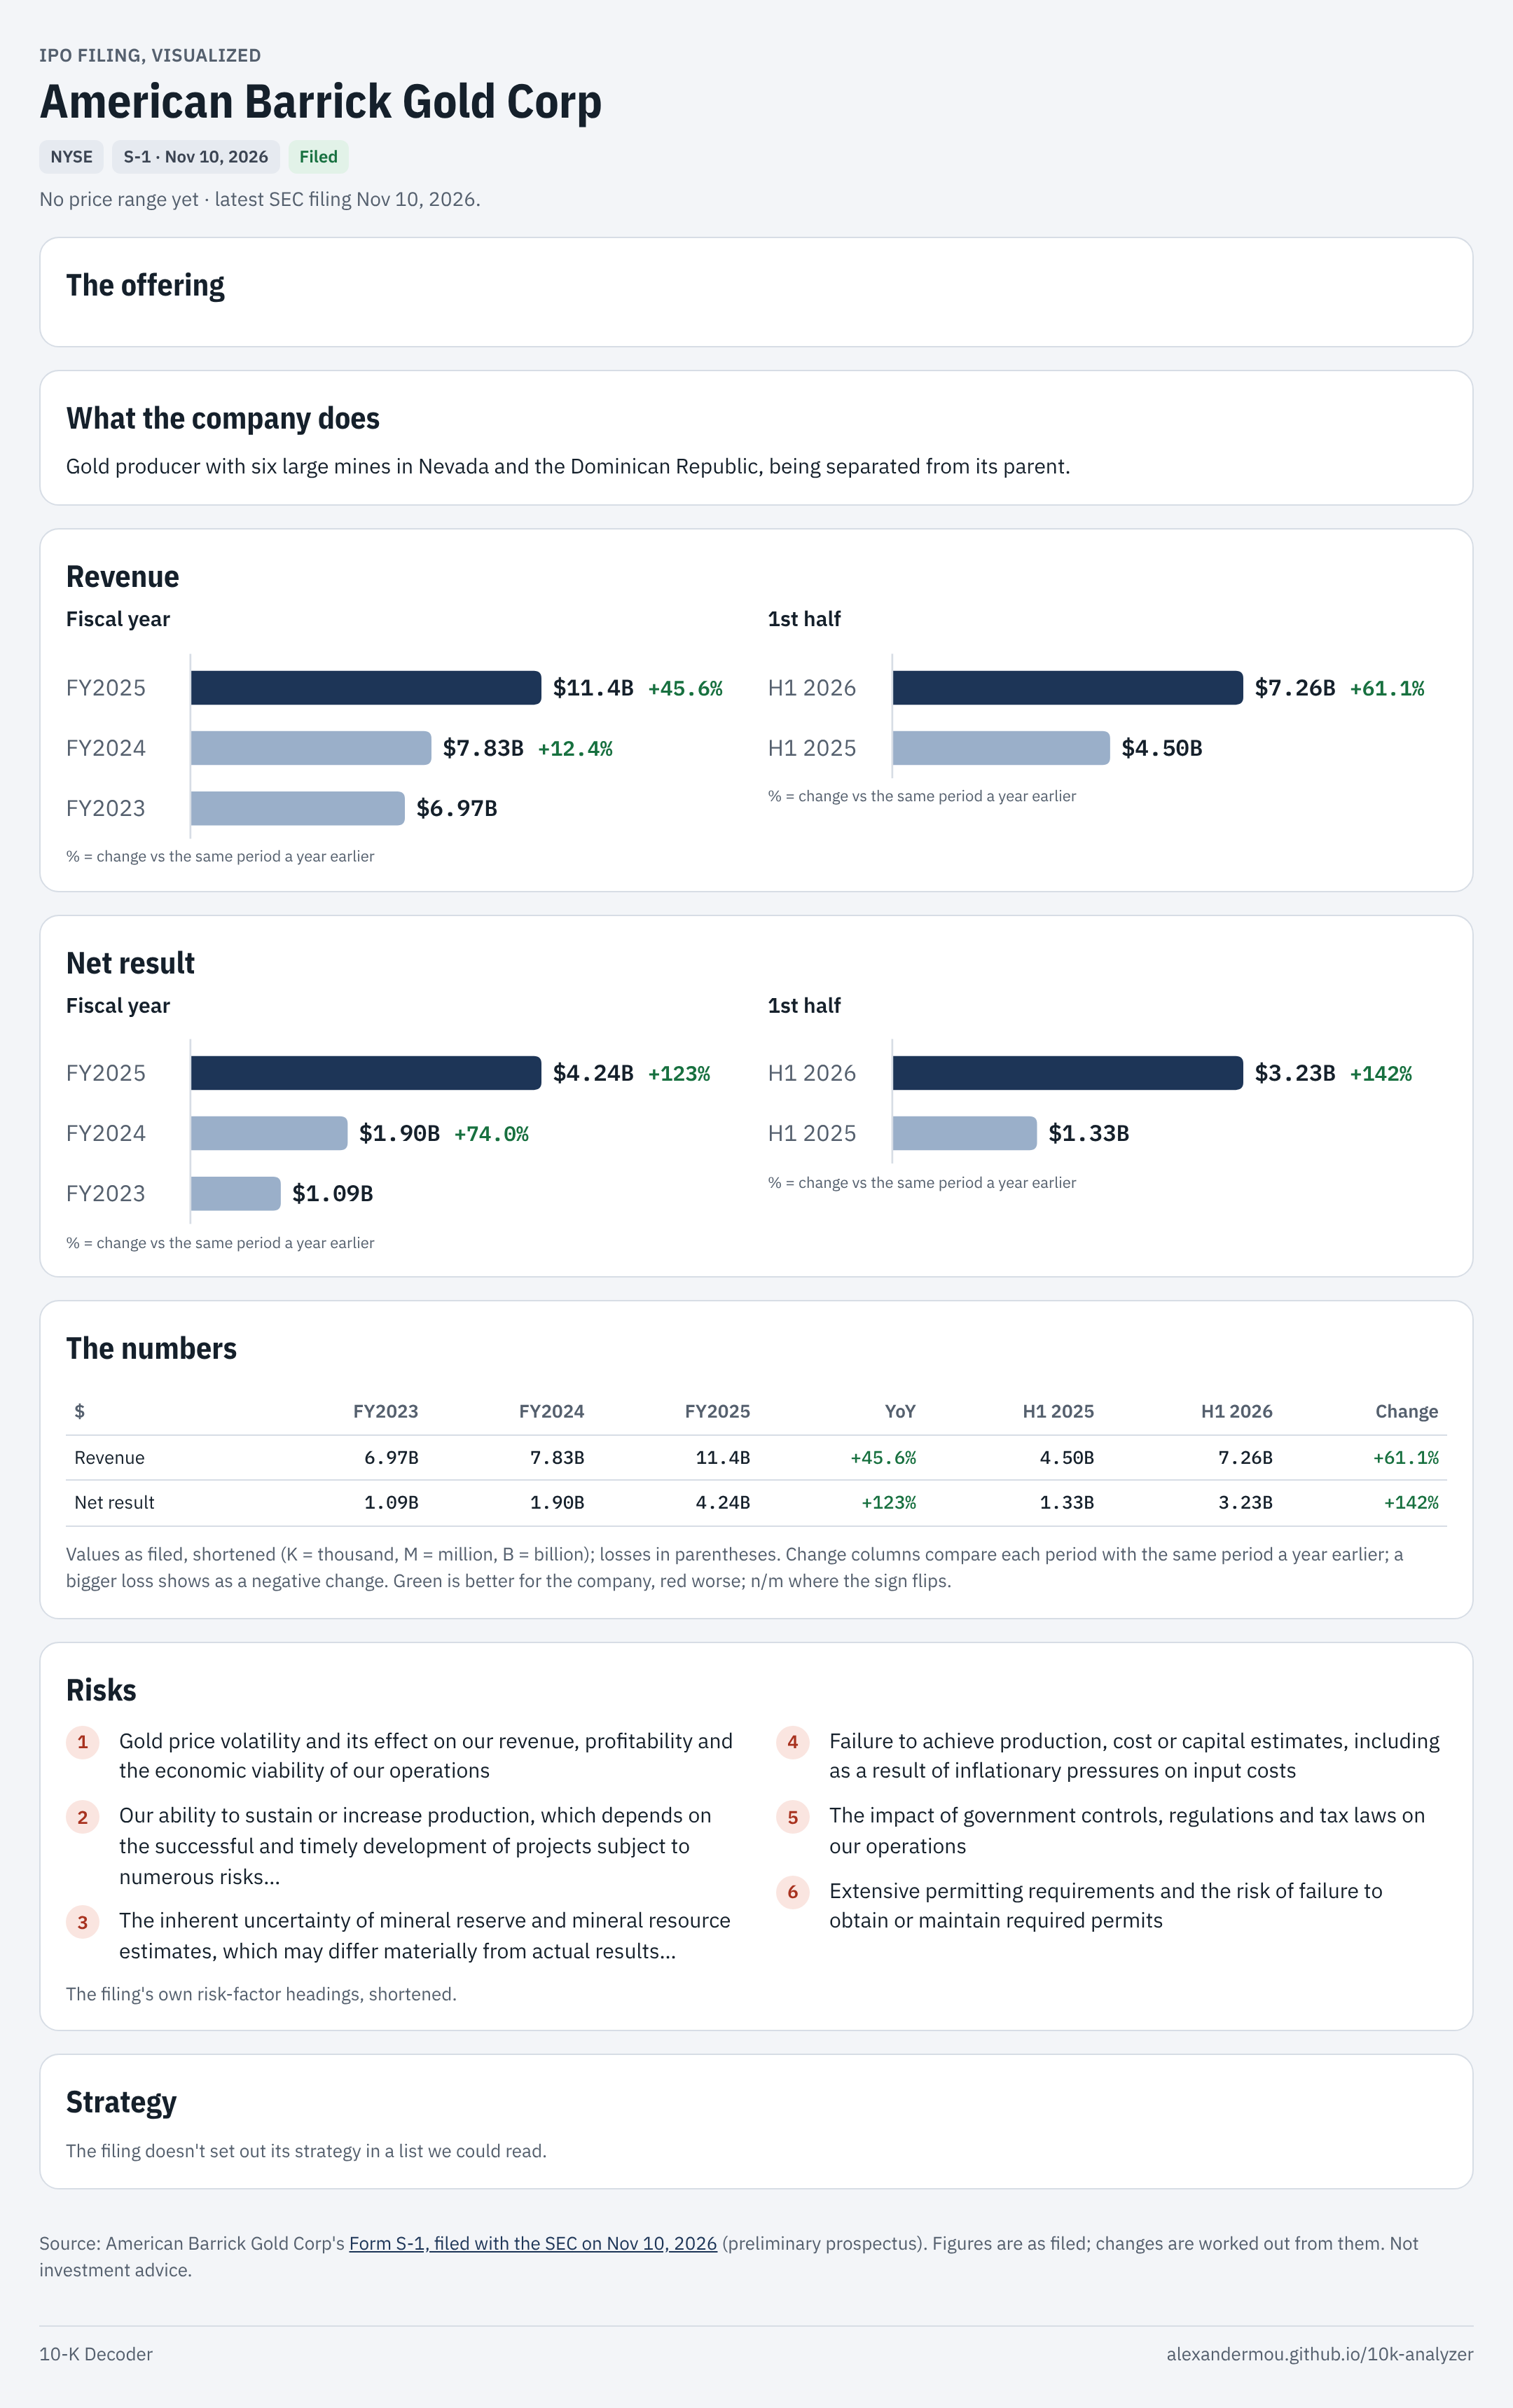 IPO FILING, VISUALIZED
American Barrick Gold Corp
NYSE
S-1 · Nov 10, 2026
Filed
No price range yet · latest SEC filing Nov 10, 2026.
The offering
What the company does
Gold producer with six large mines in Nevada and the Dominican Republic, being separated from its parent.
Revenue
Fiscal year
FY2025 $11.4B +45.6%
FY2024 $7.83B +12.4%
FY2023 $6.97B
% = change vs the same period a year earlier
1st half
H1 2026 $7.26B +61.1%
H1 2025 $4.50B
% = change vs the same period a year earlier
Net result
Fiscal year
FY2025 $4.24B +123%
FY2024 $1.90B +74.0%
FY2023 $1.09B
% = change vs the same period a year earlier
1st half
H1 2026 $3.23B +142%
H1 2025 $1.33B
% = change vs the same period a year earlier
The numbers
$ FY2023 FY2024 FY2025 YoY H1 2025 H1 2026 Change
Revenue 6.97B 7.83B 11.4B +45.6% 4.50B 7.26B +61.1%
Net result 1.09B 1.90B 4.24B +123% 1.33B 3.23B +142%
Values as filed, shortened (K = thousand, M = million, B = billion); losses in parentheses. Change columns compare each period with the same period a year earlier; a
bigger loss shows as a negative change. Green is better for the company, red worse; n/m where the sign flips.
Risks
1 Gold price volatility and its effect on our revenue, profitability and
the economic viability of our operations
2 Our ability to sustain or increase production, which depends on
the successful and timely development of projects subject to
numerous risks…
3 The inherent uncertainty of mineral reserve and mineral resource
estimates, which may differ materially from actual results…
4 Failure to achieve production, cost or capital estimates, including
as a result of inflationary pressures on input costs
5 The impact of government controls, regulations and tax laws on
our operations
6 Extensive permitting requirements and the risk of failure to
obtain or maintain required permits
The filing's own risk-factor headings, shortened.
Strategy
The filing doesn't set out its strategy in a list we could read.
Source: American Barrick Gold Corp's Form S-1, filed with the SEC on Nov 10, 2026 (preliminary prospectus). Figures are as filed; changes are worked out from them. Not
investment advice.
10-K Decoder
alexandermou.github.io/10k-analyzer